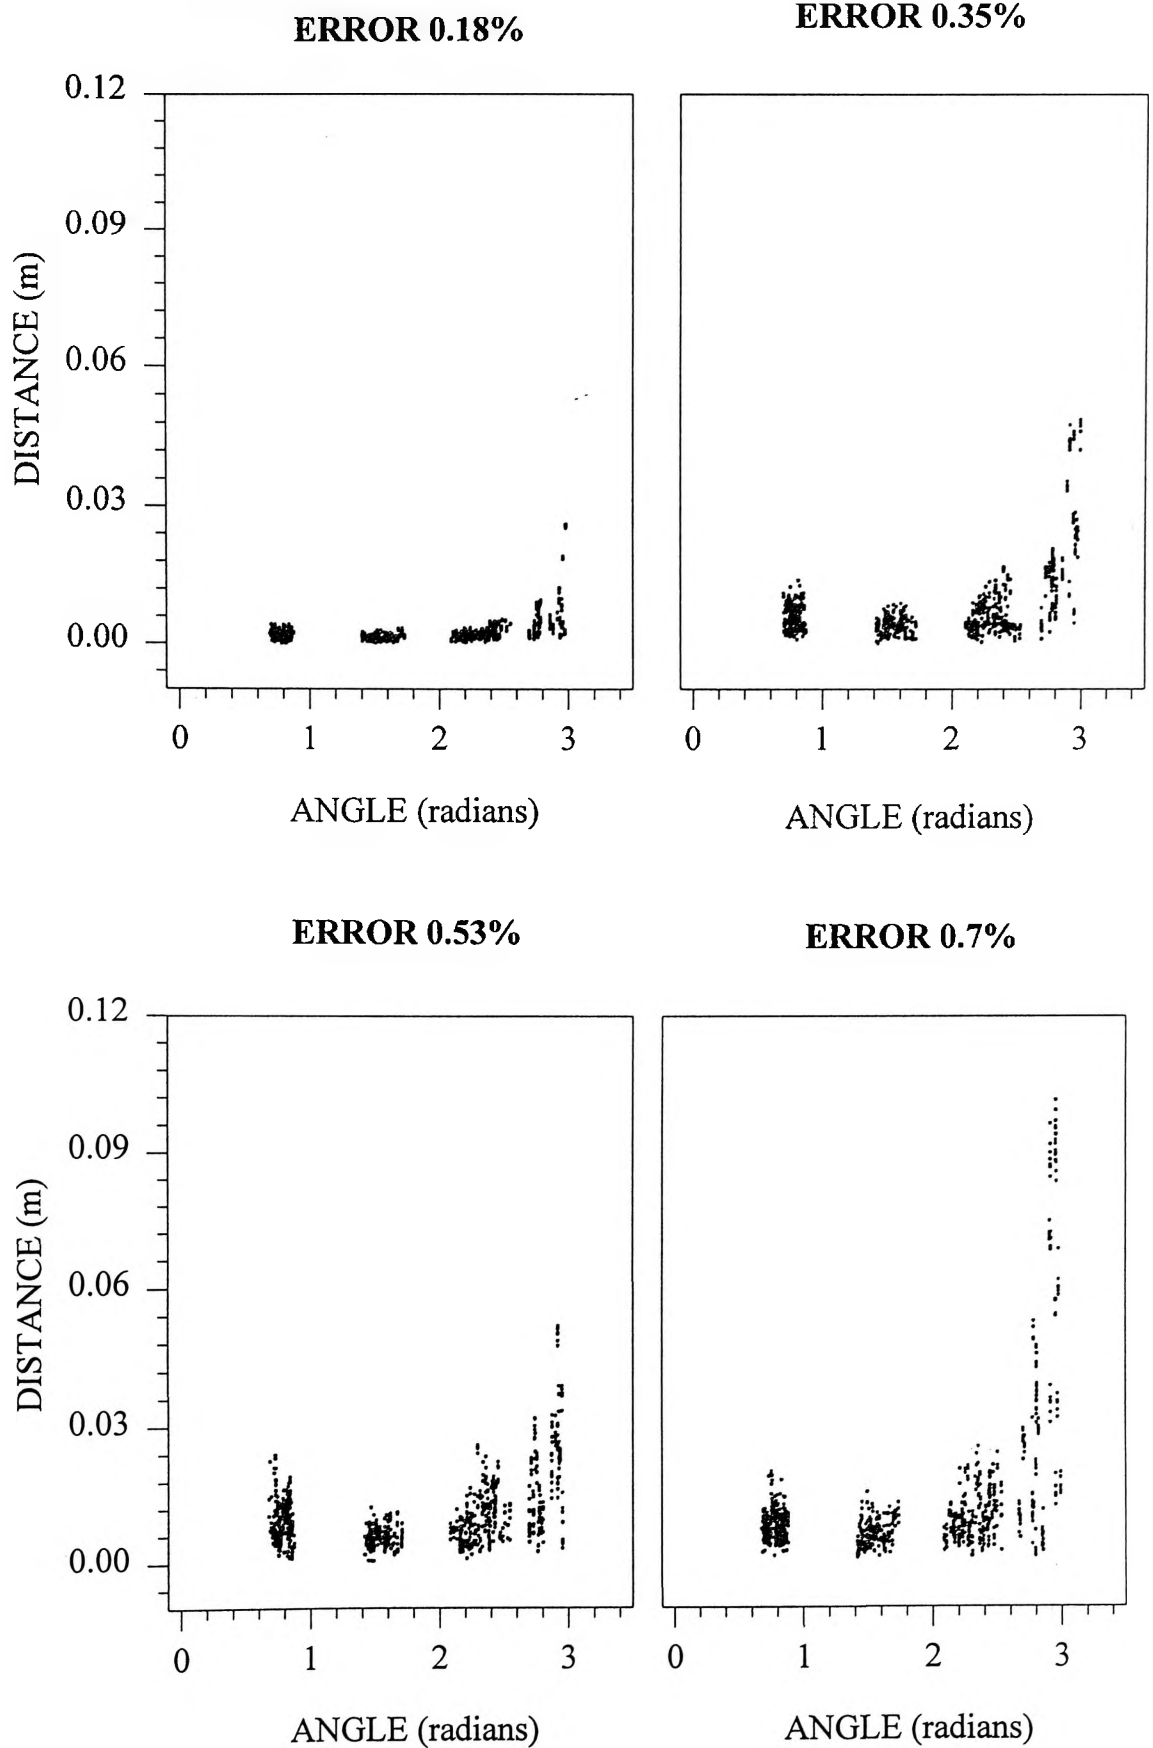 ERROR 0.18%
ERROR 0.35%
0.12
0.09
0.06
0.03
0.00
DISTANCE (m)
0 1 2 3
0 1 2 3
ANGLE (radians)
ANGLE (radians)
ERROR 0.53%
ERROR 0.7%
0.12
0.09
0.06
0.03
0.00
DISTANCE (m)
0 1 2 3
0 1 2 3
ANGLE (radians)
ANGLE (radians)